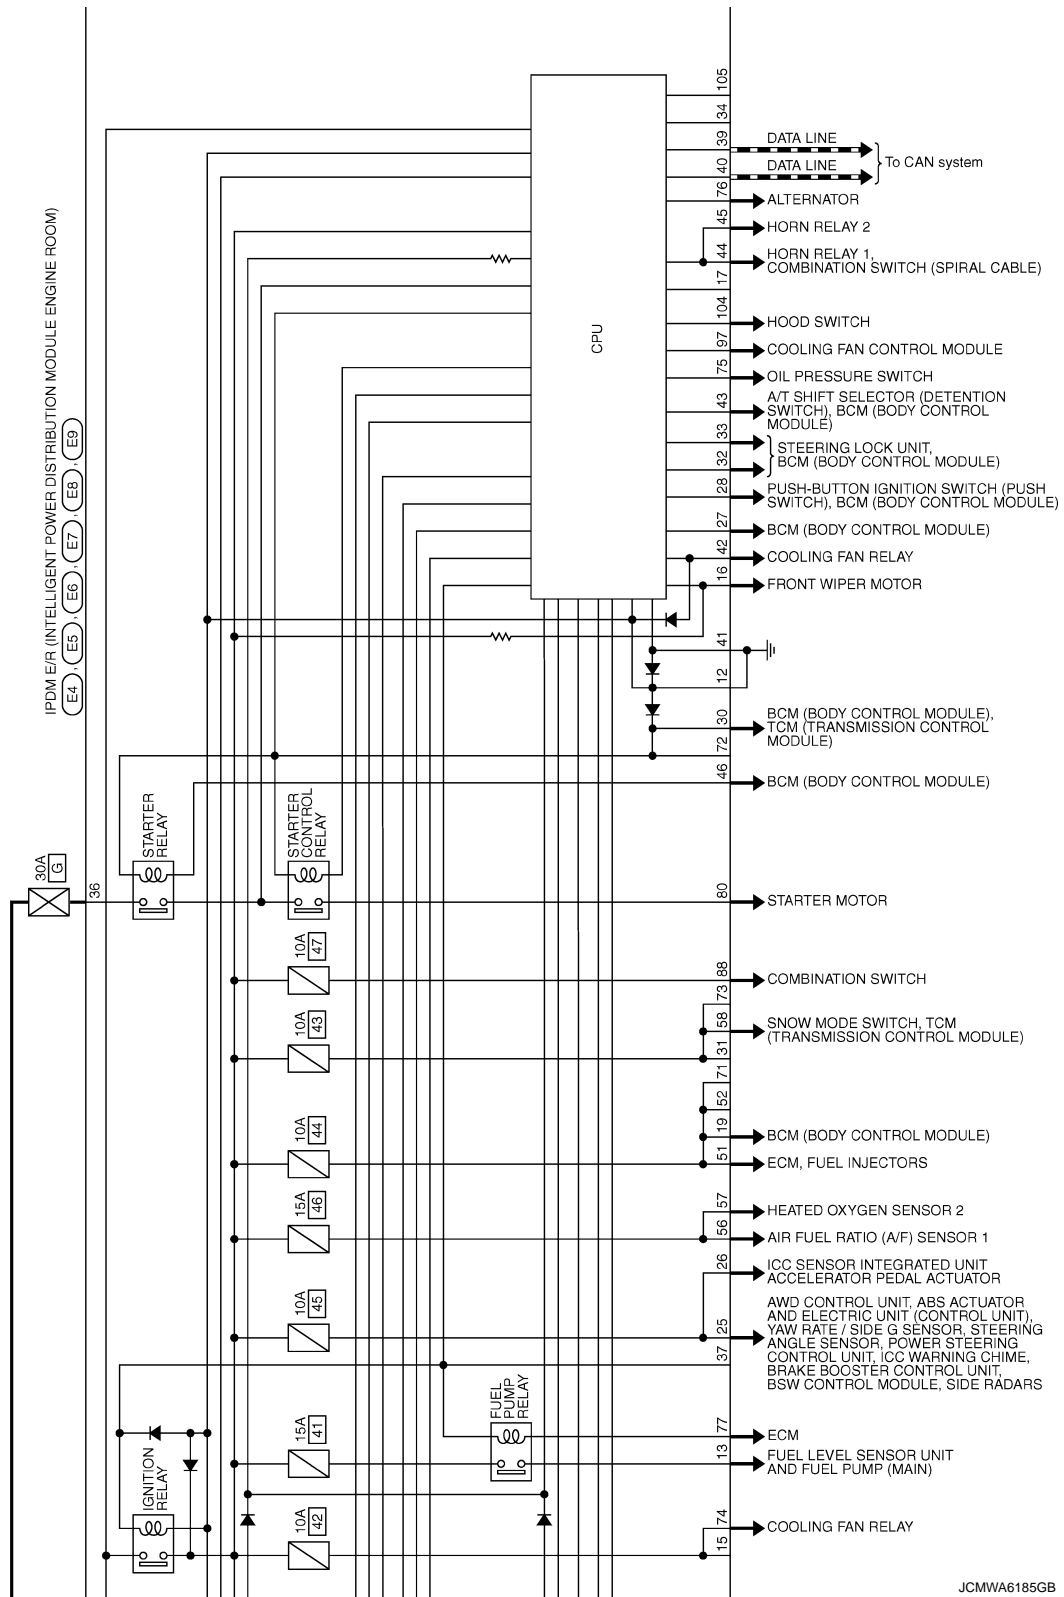 IPDM E/R (INTELLIGENT POWER DISTRIBUTION MODULE ENGINE ROOM)
E4 , E5 , E6 , E7 , E8 , E9
CPU
105
34
39
DATA LINE
40
DATA LINE
To CAN system
76
ALTERNATOR
45
HORN RELAY 2
44
HORN RELAY 1,
COMBINATION SWITCH (SPIRAL CABLE)
17
104
HOOD SWITCH
97
COOLING FAN CONTROL MODULE
75
OIL PRESSURE SWITCH
43
A/T SHIFT SELECTOR (DETENTION
SWITCH), BCM (BODY CONTROL
MODULE)
33
32
STEERING LOCK UNIT,
BCM (BODY CONTROL MODULE)
28
PUSH-BUTTON IGNITION SWITCH (PUSH
SWITCH), BCM (BODY CONTROL MODULE)
27
BCM (BODY CONTROL MODULE)
42
COOLING FAN RELAY
16
FRONT WIPER MOTOR
41
12
30
BCM (BODY CONTROL MODULE),
TCM (TRANSMISSION CONTROL
MODULE)
72
46
BCM (BODY CONTROL MODULE)
STARTER
RELAY
STARTER
CONTROL
RELAY
30A
G
36
80
STARTER MOTOR
10A
47
88
COMBINATION SWITCH
73
10A
43
58
SNOW MODE SWITCH, TCM
(TRANSMISSION CONTROL MODULE)
31
71
52
10A
44
19
BCM (BODY CONTROL MODULE)
51
ECM, FUEL INJECTORS
15A
46
57
HEATED OXYGEN SENSOR 2
56
AIR FUEL RATIO (A/F) SENSOR 1
26
ICC SENSOR INTEGRATED UNIT
ACCELERATOR PEDAL ACTUATOR
10A
45
25
AWD CONTROL UNIT, ABS ACTUATOR
AND ELECTRIC UNIT (CONTROL UNIT),
YAW RATE / SIDE G SENSOR, STEERING
ANGLE SENSOR, POWER STEERING
CONTROL UNIT, ICC WARNING CHIME,
BRAKE BOOSTER CONTROL UNIT,
BSW CONTROL MODULE, SIDE RADARS
37
FUEL
PUMP
RELAY
15A
41
77
ECM
13
FUEL LEVEL SENSOR UNIT
AND FUEL PUMP (MAIN)
IGNITION
RELAY
10A
42
74
COOLING FAN RELAY
15
JCMWA6185GB